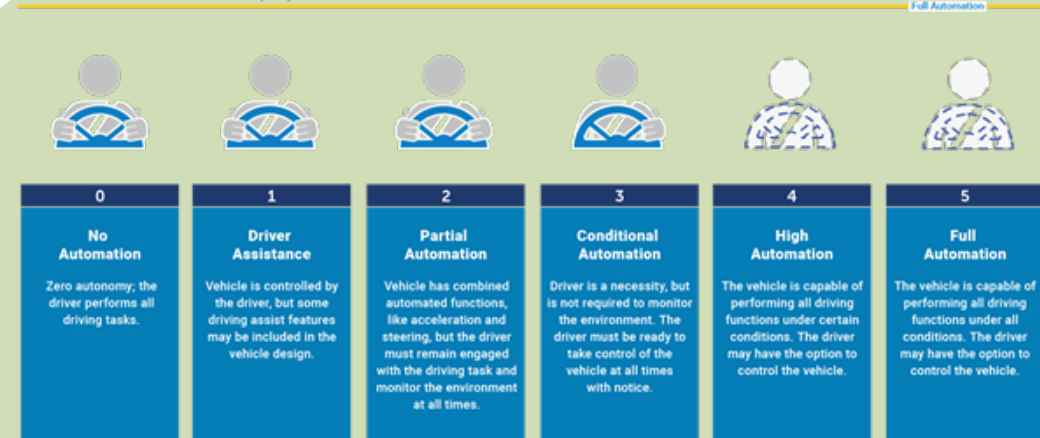 Full Automation
0
No
Automation
Zero autonomy; the
driver performs all
driving tasks.
1
Driver
Assistance
Vehicle is controlled by
the driver, but some
driving assist features
may be included in the
vehicle design.
2
Partial
Automation
Vehicle has combined
automated functions,
like acceleration and
steering, but the driver
must remain engaged
with the driving task and
monitor the environment
at all times.
3
Conditional
Automation
Driver is a necessity, but
is not required to monitor
the environment. The
driver must be ready to
take control of the
vehicle at all times
with notice.
4
High
Automation
The vehicle is capable of
performing all driving
functions under certain
conditions. The driver
may have the option to
control the vehicle.
5
Full
Automation
The vehicle is capable of
performing all driving
functions under all
conditions. The driver
may have the option to
control the vehicle.